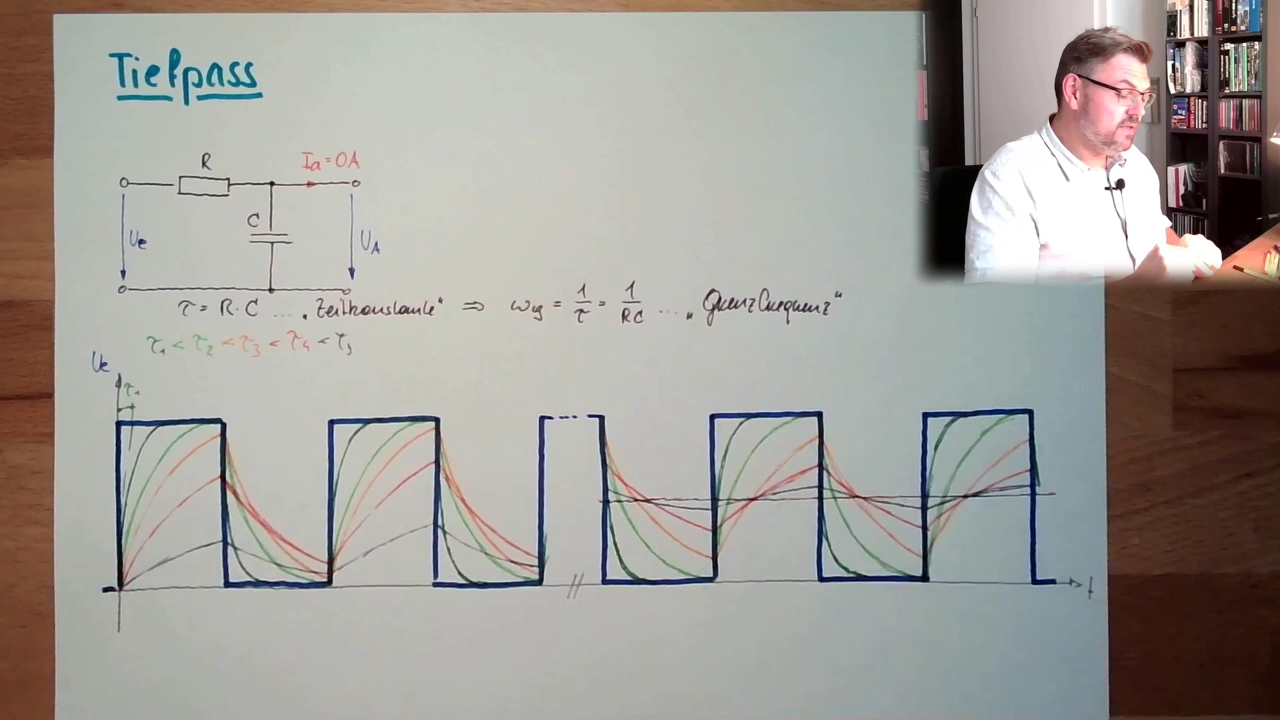 Tiefpass
R
Ia = 0A
C
Ue
UA
τ = R·C ... „Zeitkonstante“ ⇒ ωg = 1/τ = 1/RC ... „Grenzfrequenz“
τ1 < τ2 < τ3 < τ4 < τ5
Ue
τ1
//
t